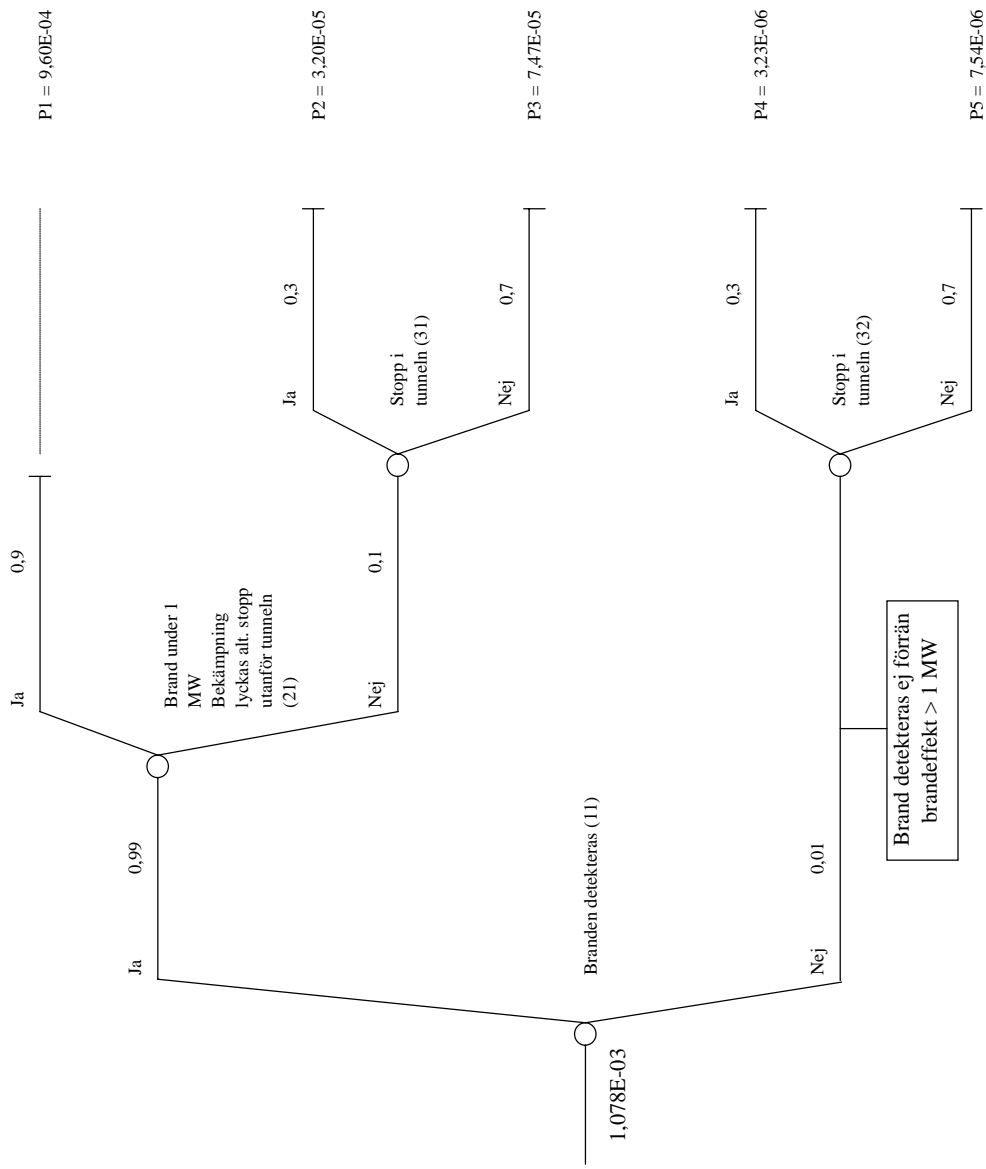 1,078E-03
Branden detekteras (11)
Ja
0,99
Nej
0,01
Brand detekteras ej förrän
brandeffekt > 1 MW
Brand under 1
MW
Bekämpning
lyckas alt. stopp
utanför tunneln
(21)
Ja
0,9
Nej
0,1
Stopp i
tunneln (31)
Ja
0,3
Nej
0,7
Stopp i
tunneln (32)
Ja
0,3
Nej
0,7
P1 = 9,60E-04
P2 = 3,20E-05
P3 = 7,47E-05
P4 = 3,23E-06
P5 = 7,54E-06